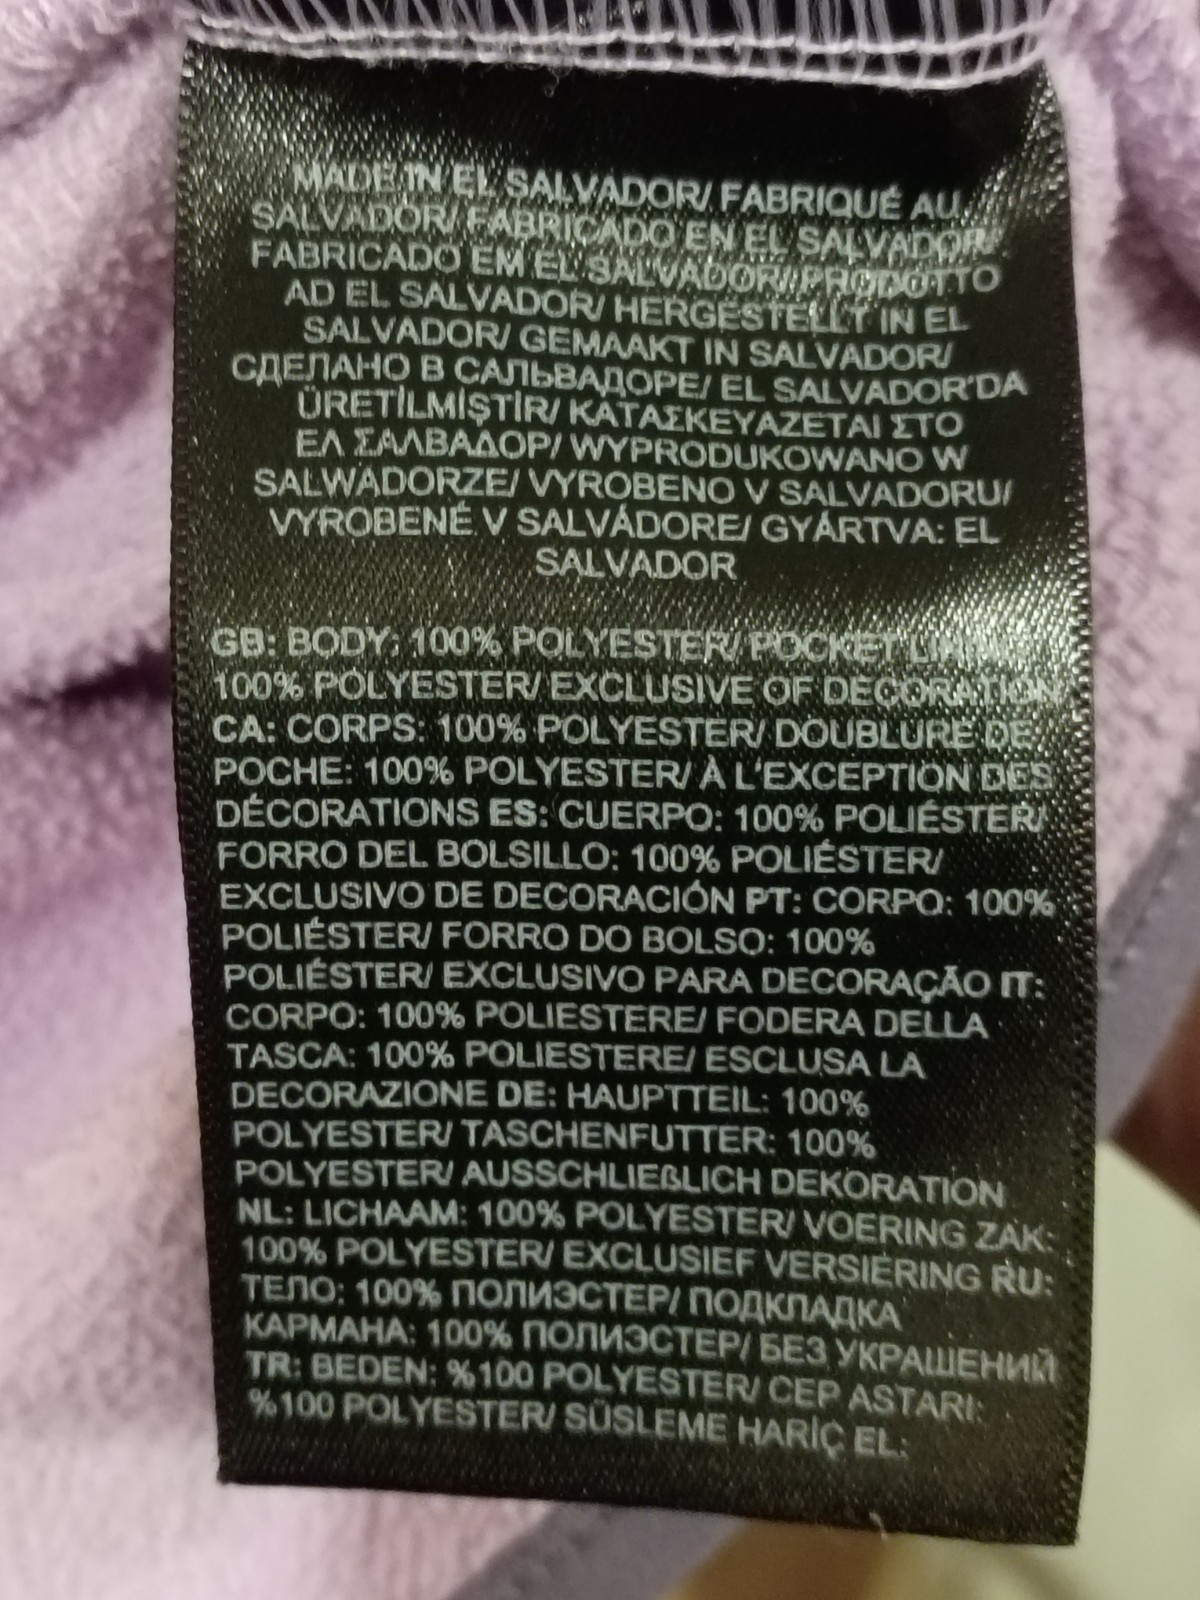 MADE IN EL SALVADOR/ FABRIQUÉ AU
SALVADOR/ FABRICADO EN EL SALVADOR/
FABRICADO EM EL SALVADOR/ PRODOTTO
AD EL SALVADOR/ HERGESTELLT IN EL
SALVADOR/ GEMAAKT IN SALVADOR/
СДЕЛАНО В САЛЬВАДОРЕ/ EL SALVADOR'DA
ÜRETİLMİŞTİR/ ΚΑΤΑΣΚΕΥΑΖΕΤΑΙ ΣΤΟ
ΕΛ ΣΑΛΒΑΔΟΡ/ WYPRODUKOWANO W
SALWADORZE/ VYROBENO V SALVADORU/
VYROBENÉ V SALVÁDORE/ GYÁRTVA: EL
SALVADOR
GB: BODY: 100% POLYESTER/ POCKET LINING:
100% POLYESTER/ EXCLUSIVE OF DECORATION
CA: CORPS: 100% POLYESTER/ DOUBLURE DE
POCHE: 100% POLYESTER/ À L'EXCEPTION DES
DÉCORATIONS ES: CUERPO: 100% POLIÉSTER/
FORRO DEL BOLSILLO: 100% POLIÉSTER/
EXCLUSIVO DE DECORACIÓN PT: CORPO: 100%
POLIÉSTER/ FORRO DO BOLSO: 100%
POLIÉSTER/ EXCLUSIVO PARA DECORAÇÃO IT:
CORPO: 100% POLIESTERE/ FODERA DELLA
TASCA: 100% POLIESTERE/ ESCLUSA LA
DECORAZIONE DE: HAUPTTEIL: 100%
POLYESTER/ TASCHENFUTTER: 100%
POLYESTER/ AUSSCHLIEßLICH DEKORATION
NL: LICHAAM: 100% POLYESTER/ VOERING ZAK:
100% POLYESTER/ EXCLUSIEF VERSIERING RU:
ТЕЛО: 100% ПОЛИЭСТЕР/ ПОДКЛАДКА
КАРМАНА: 100% ПОЛИЭСТЕР/ БЕЗ УКРАШЕНИЙ
TR: BEDEN: %100 POLYESTER/ CEP ASTARI:
%100 POLYESTER/ SÜSLEME HARİÇ EL: